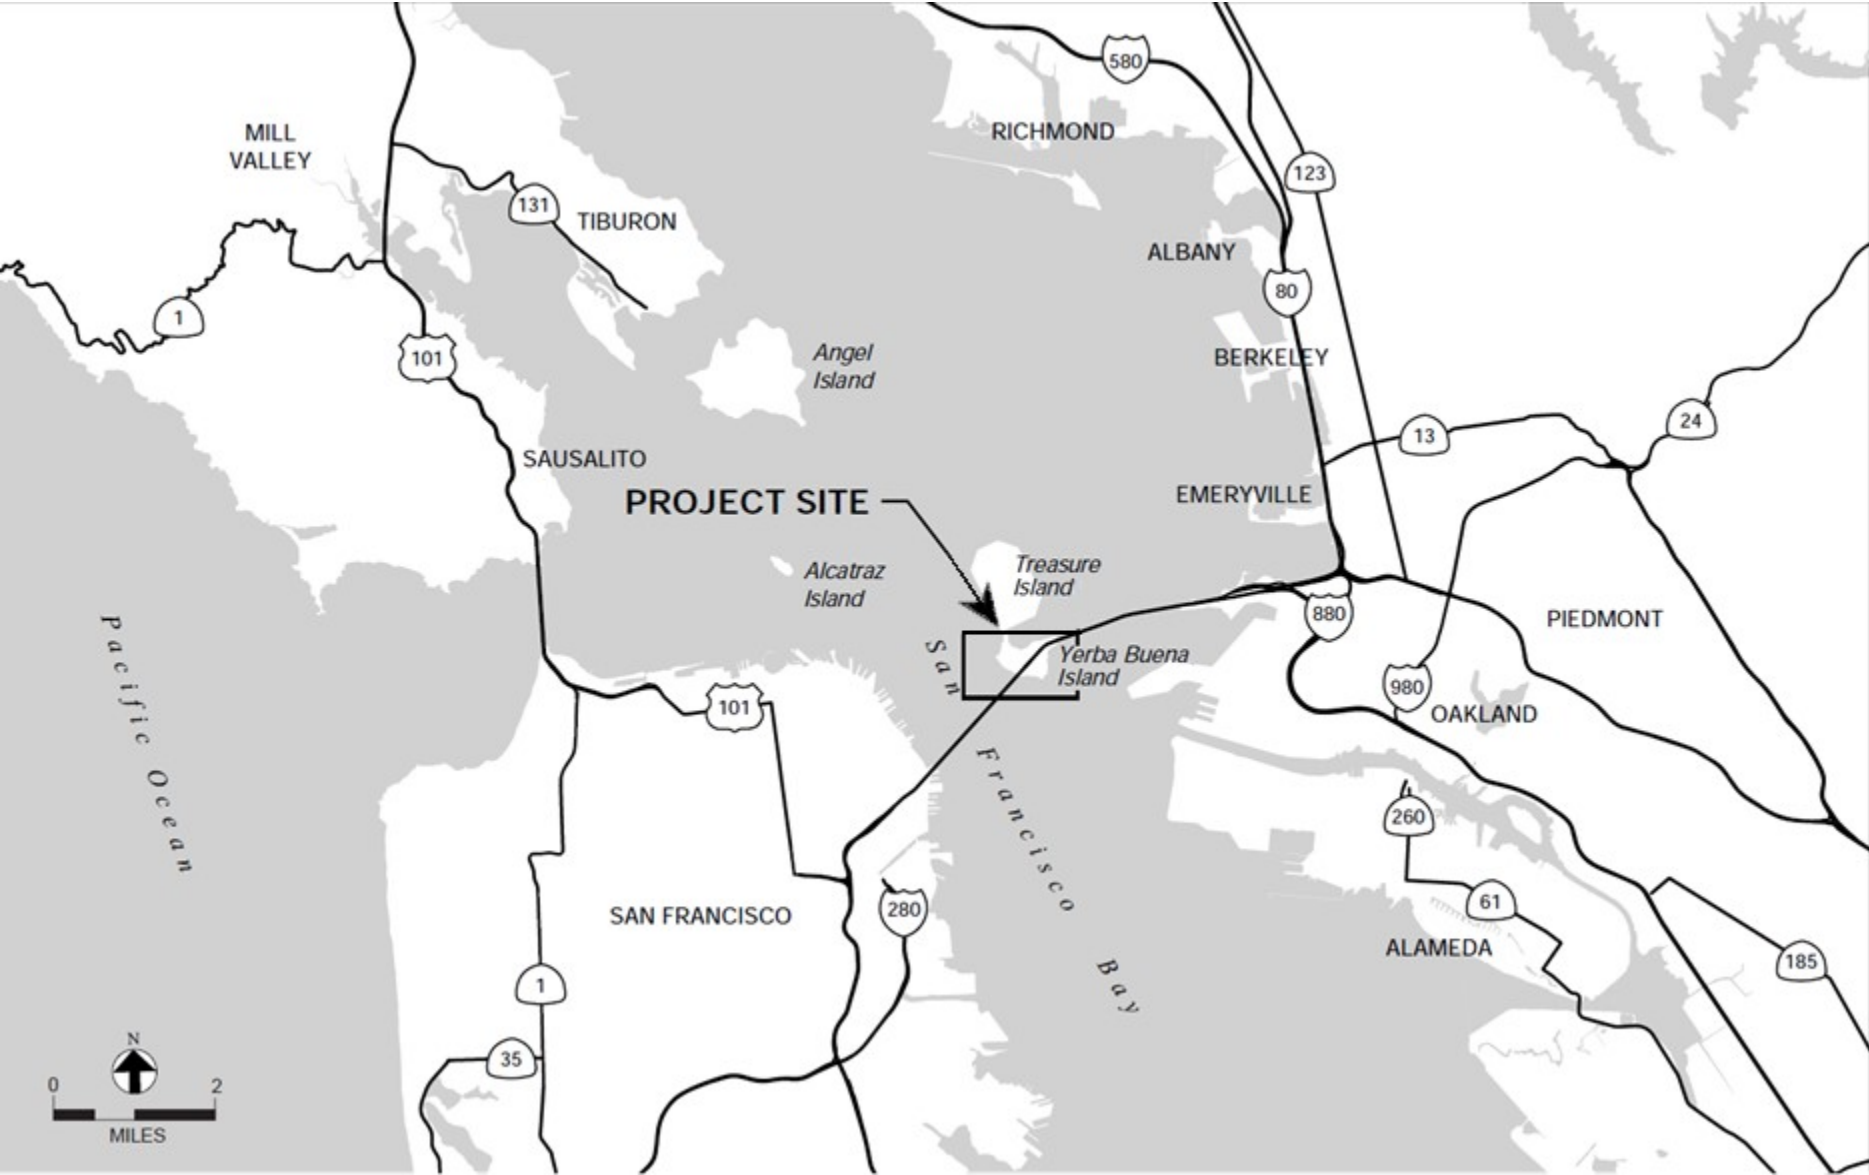 580
MILL
VALLEY
RICHMOND
123
131
TIBURON
ALBANY
80
1
101
Angel
Island
BERKELEY
24
13
SAUSALITO
PROJECT SITE
EMERYVILLE
Alcatraz
Island
Treasure
Island
880
PIEDMONT
Yerba Buena
Island
980
OAKLAND
101
Pacific Ocean
San Francisco Bay
260
280
61
SAN FRANCISCO
ALAMEDA
185
1
35
N
0 2
MILES